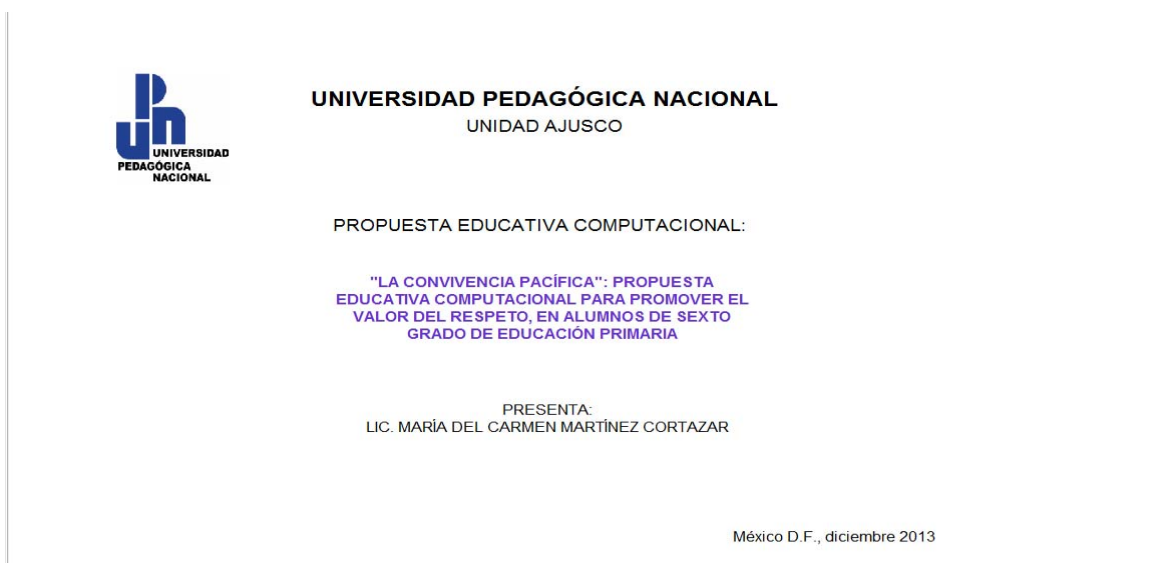 UNIVERSIDAD
PEDAGÓGICA
NACIONAL
UNIVERSIDAD PEDAGÓGICA NACIONAL
UNIDAD AJUSCO
PROPUESTA EDUCATIVA COMPUTACIONAL:
"LA CONVIVENCIA PACÍFICA": PROPUESTA
EDUCATIVA COMPUTACIONAL PARA PROMOVER EL
VALOR DEL RESPETO, EN ALUMNOS DE SEXTO
GRADO DE EDUCACIÓN PRIMARIA
PRESENTA:
LIC. MARÍA DEL CARMEN MARTÍNEZ CORTAZAR
México D.F., diciembre 2013